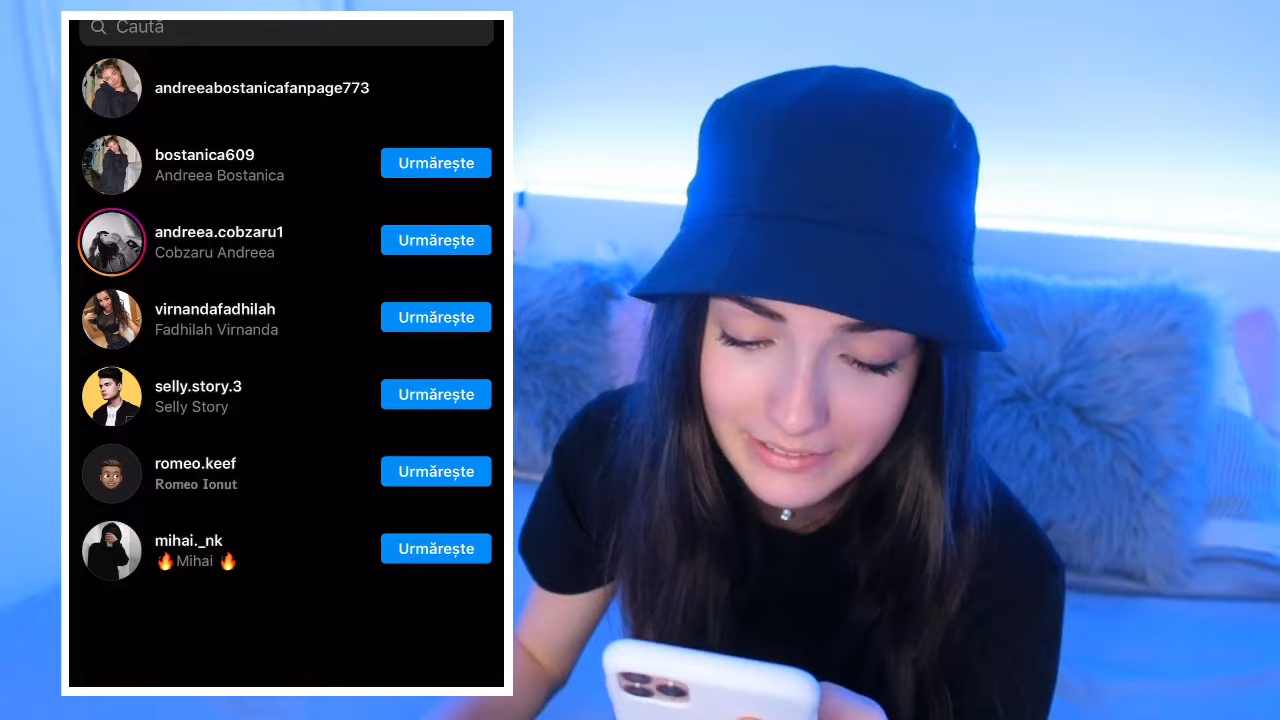 Caută
andreeabostanicafanpage773
bostanica609
Andreea Bostanica
Urmărește
andreea.cobzaru1
Cobzaru Andreea
Urmărește
virnandafadhilah
Fadhilah Virnanda
Urmărește
selly.story.3
Selly Story
Urmărește
romeo.keef
Romeo Ionut
Urmărește
mihai._nk
🔥Mihai 🔥
Urmărește